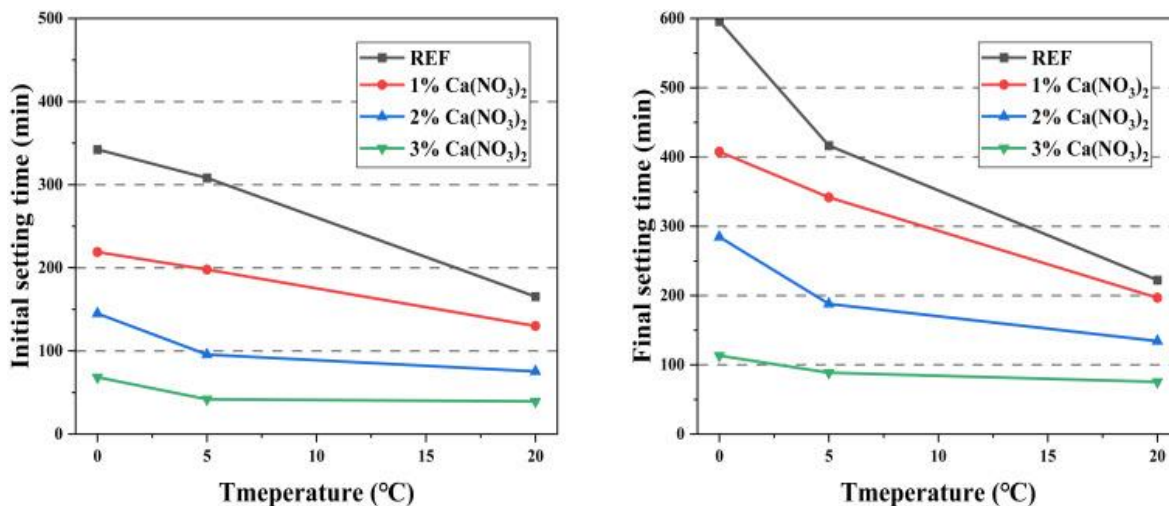 500
400
300
200
100
0
Initial setting time (min)
REF
1% Ca(NO₃)₂
2% Ca(NO₃)₂
3% Ca(NO₃)₂
0 5 10 15 20
Tmeperature (℃)
600
500
400
300
200
100
0
Final setting time (min)
REF
1% Ca(NO₃)₂
2% Ca(NO₃)₂
3% Ca(NO₃)₂
0 5 10 15 20
Tmeperature (℃)